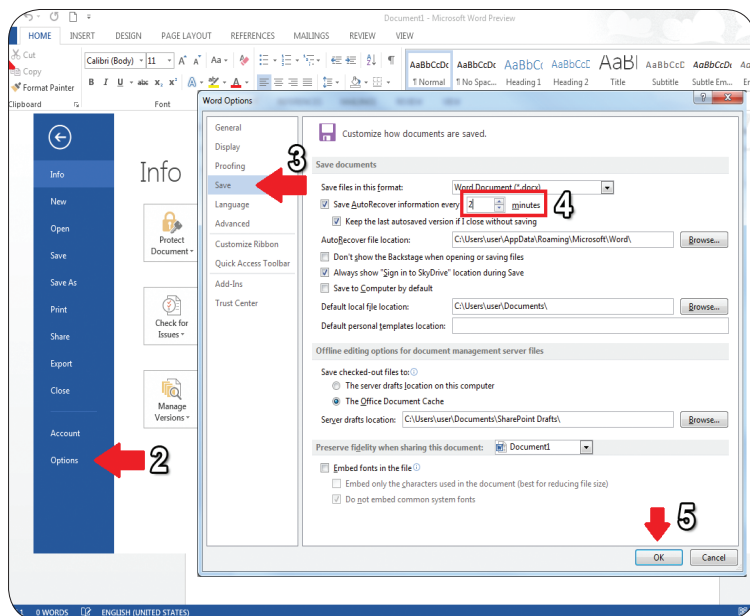 Document1 - Microsoft Word Preview
HOME INSERT DESIGN PAGE LAYOUT REFERENCES MAILINGS REVIEW VIEW
Cut
Copy
Format Painter
Clipboard
Calibri (Body) 11 A A Aa
B I U abc x, x² A A
Font
AaBbCcDc AaBbCcDc AaBbC AaBbCcC AaBl AaBbCcC AaBbCcDc
¶ Normal ¶ No Spac... Heading 1 Heading 2 Title Subtitle Subtle Em...
Info
New
Open
Save
Save As
Print
Share
Export
Close
Account
Options
2
Info
Protect
Document
Check for
Issues
Manage
Versions
Word Options
General
Display
Proofing
Save
Language
Advanced
Customize Ribbon
Quick Access Toolbar
Add-Ins
Trust Center
3
Customize how documents are saved.
Save documents
Save files in this format: Word Document (*.docx)
Save AutoRecover information every 2 minutes
4
Keep the last autosaved version if I close without saving
AutoRecover file location: C:\Users\user\AppData\Roaming\Microsoft\Word\ Browse...
Don't show the Backstage when opening or saving files
Always show "Sign in to SkyDrive" location during Save
Save to Computer by default
Default local file location: C:\Users\user\Documents\ Browse...
Default personal templates location:
Offline editing options for document management server files
Save checked-out files to:
The server drafts location on this computer
The Office Document Cache
Server drafts location: C:\Users\user\Documents\SharePoint Drafts\ Browse...
Preserve fidelity when sharing this document: Document1
Embed fonts in the file
Embed only the characters used in the document (best for reducing file size)
Do not embed common system fonts
5
OK Cancel
0 WORDS ENGLISH (UNITED STATES)